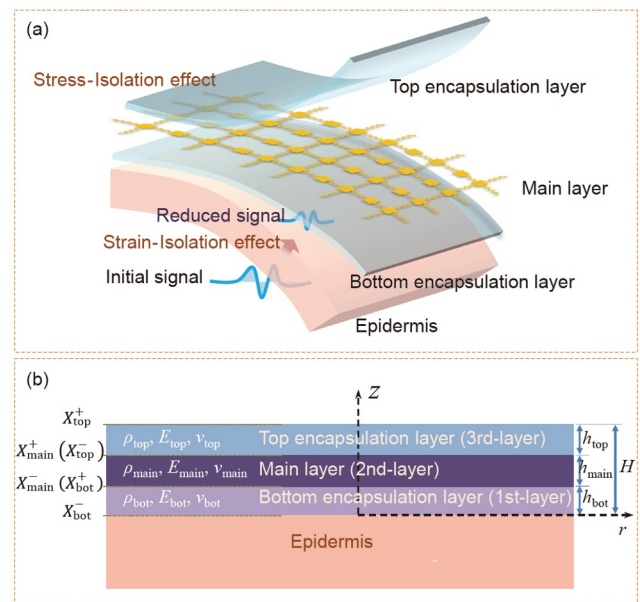 (a)
Stress-Isolation effect
Top encapsulation layer
Main layer
Reduced signal
Strain-Isolation effect
Initial signal
Bottom encapsulation layer
Epidermis
(b)
z
X⁺top
ρtop, Etop, νtop Top encapsulation layer (3rd-layer) htop
X⁺main (X⁻top)
ρmain, Emain, νmain Main layer (2nd-layer) hmain H
X⁻main (X⁺bot)
ρbot, Ebot, νbot Bottom encapsulation layer (1st-layer) hbot
X⁻bot
r
Epidermis